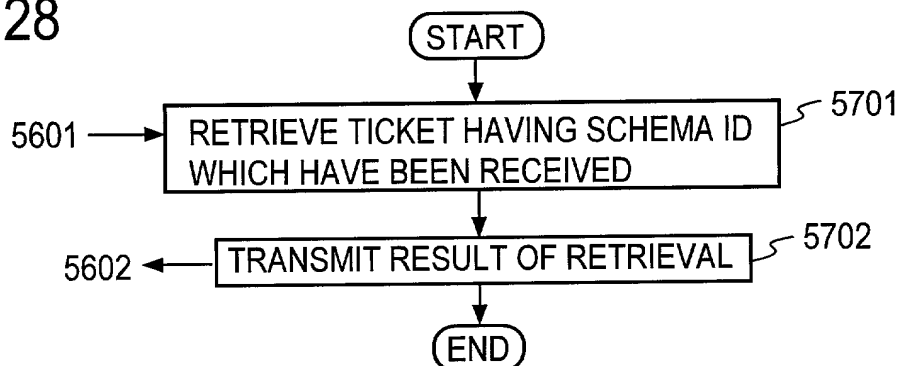 28
START
5601
RETRIEVE TICKET HAVING SCHEMA ID
WHICH HAVE BEEN RECEIVED
5701
5602
TRANSMIT RESULT OF RETRIEVAL
5702
END